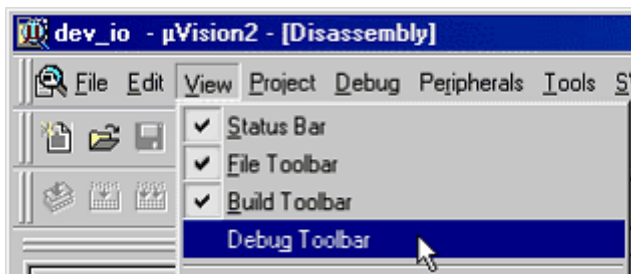 dev_io - µVision2 - [Disassembly]
File Edit View Project Debug Peripherals Tools
Status Bar
File Toolbar
Build Toolbar
Debug Toolbar